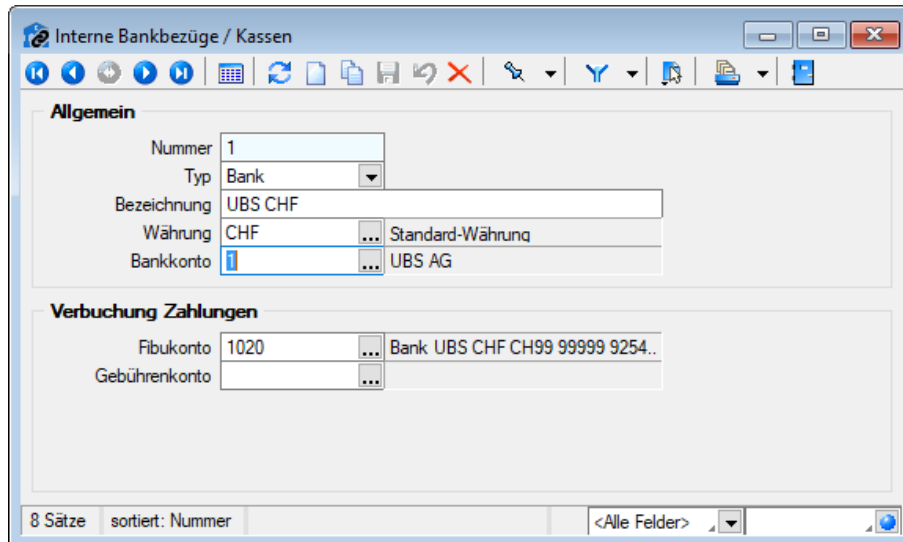 Interne Bankbezüge / Kassen
Allgemein
Nummer 1
Typ Bank
Bezeichnung UBS CHF
Währung CHF ... Standard-Währung
Bankkonto 1 ... UBS AG
Verbuchung Zahlungen
Fibukonto 1020 ... Bank UBS CHF CH99 99999 9254..
Gebührenkonto ...
8 Sätze sortiert: Nummer <Alle Felder>